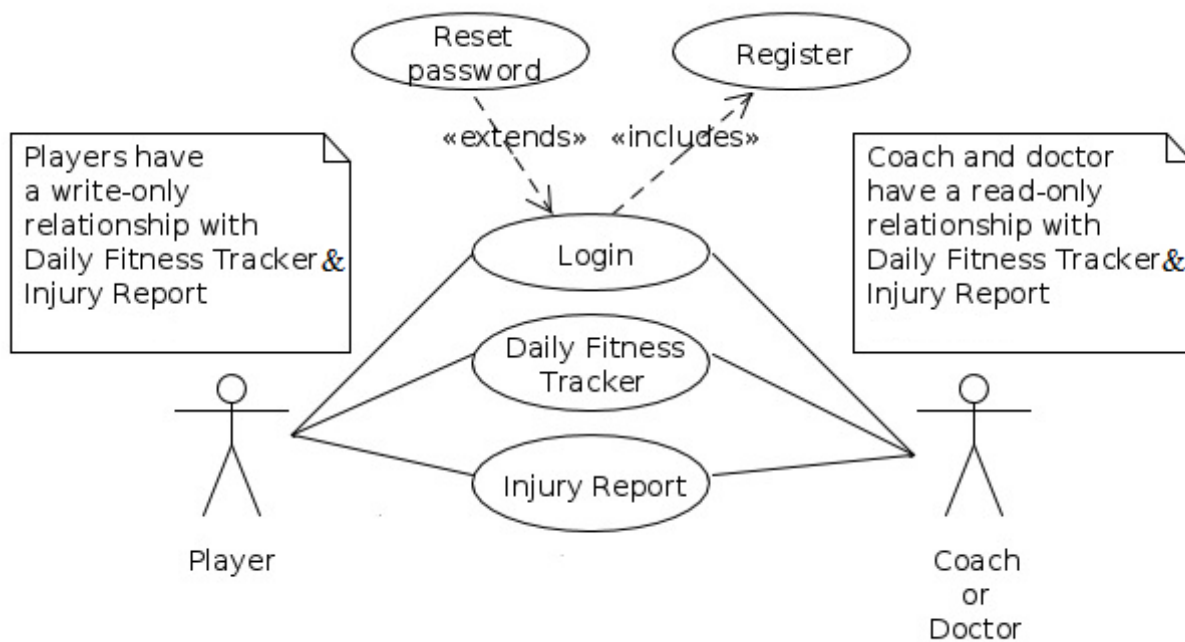 Reset
password
Register
«extends»
«includes»
Players have
a write-only
relationship with
Daily Fitness Tracker&
Injury Report
Coach and doctor
have a read-only
relationship with
Daily Fitness Tracker&
Injury Report
Login
Daily Fitness
Tracker
Injury Report
Player
Coach
or
Doctor